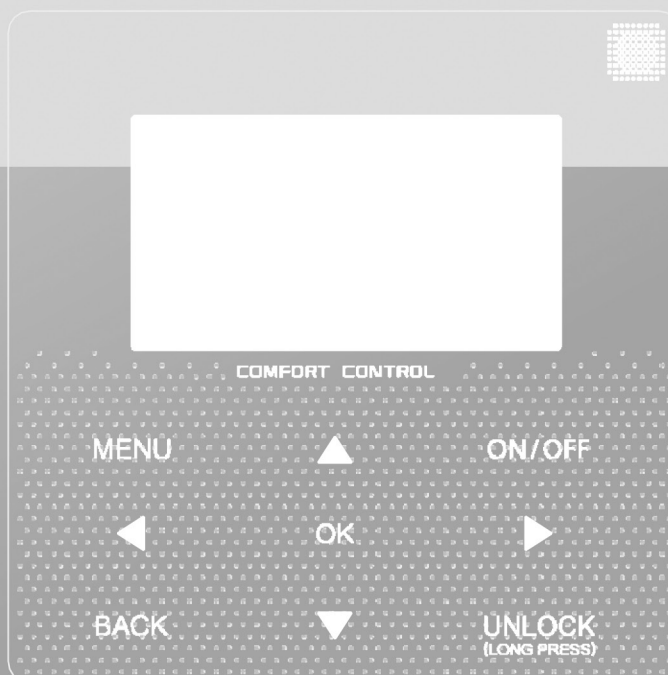 COMFORT CONTROL
MENU
ON/OFF
OK
BACK
UNLOCK
(LONG PRESS)